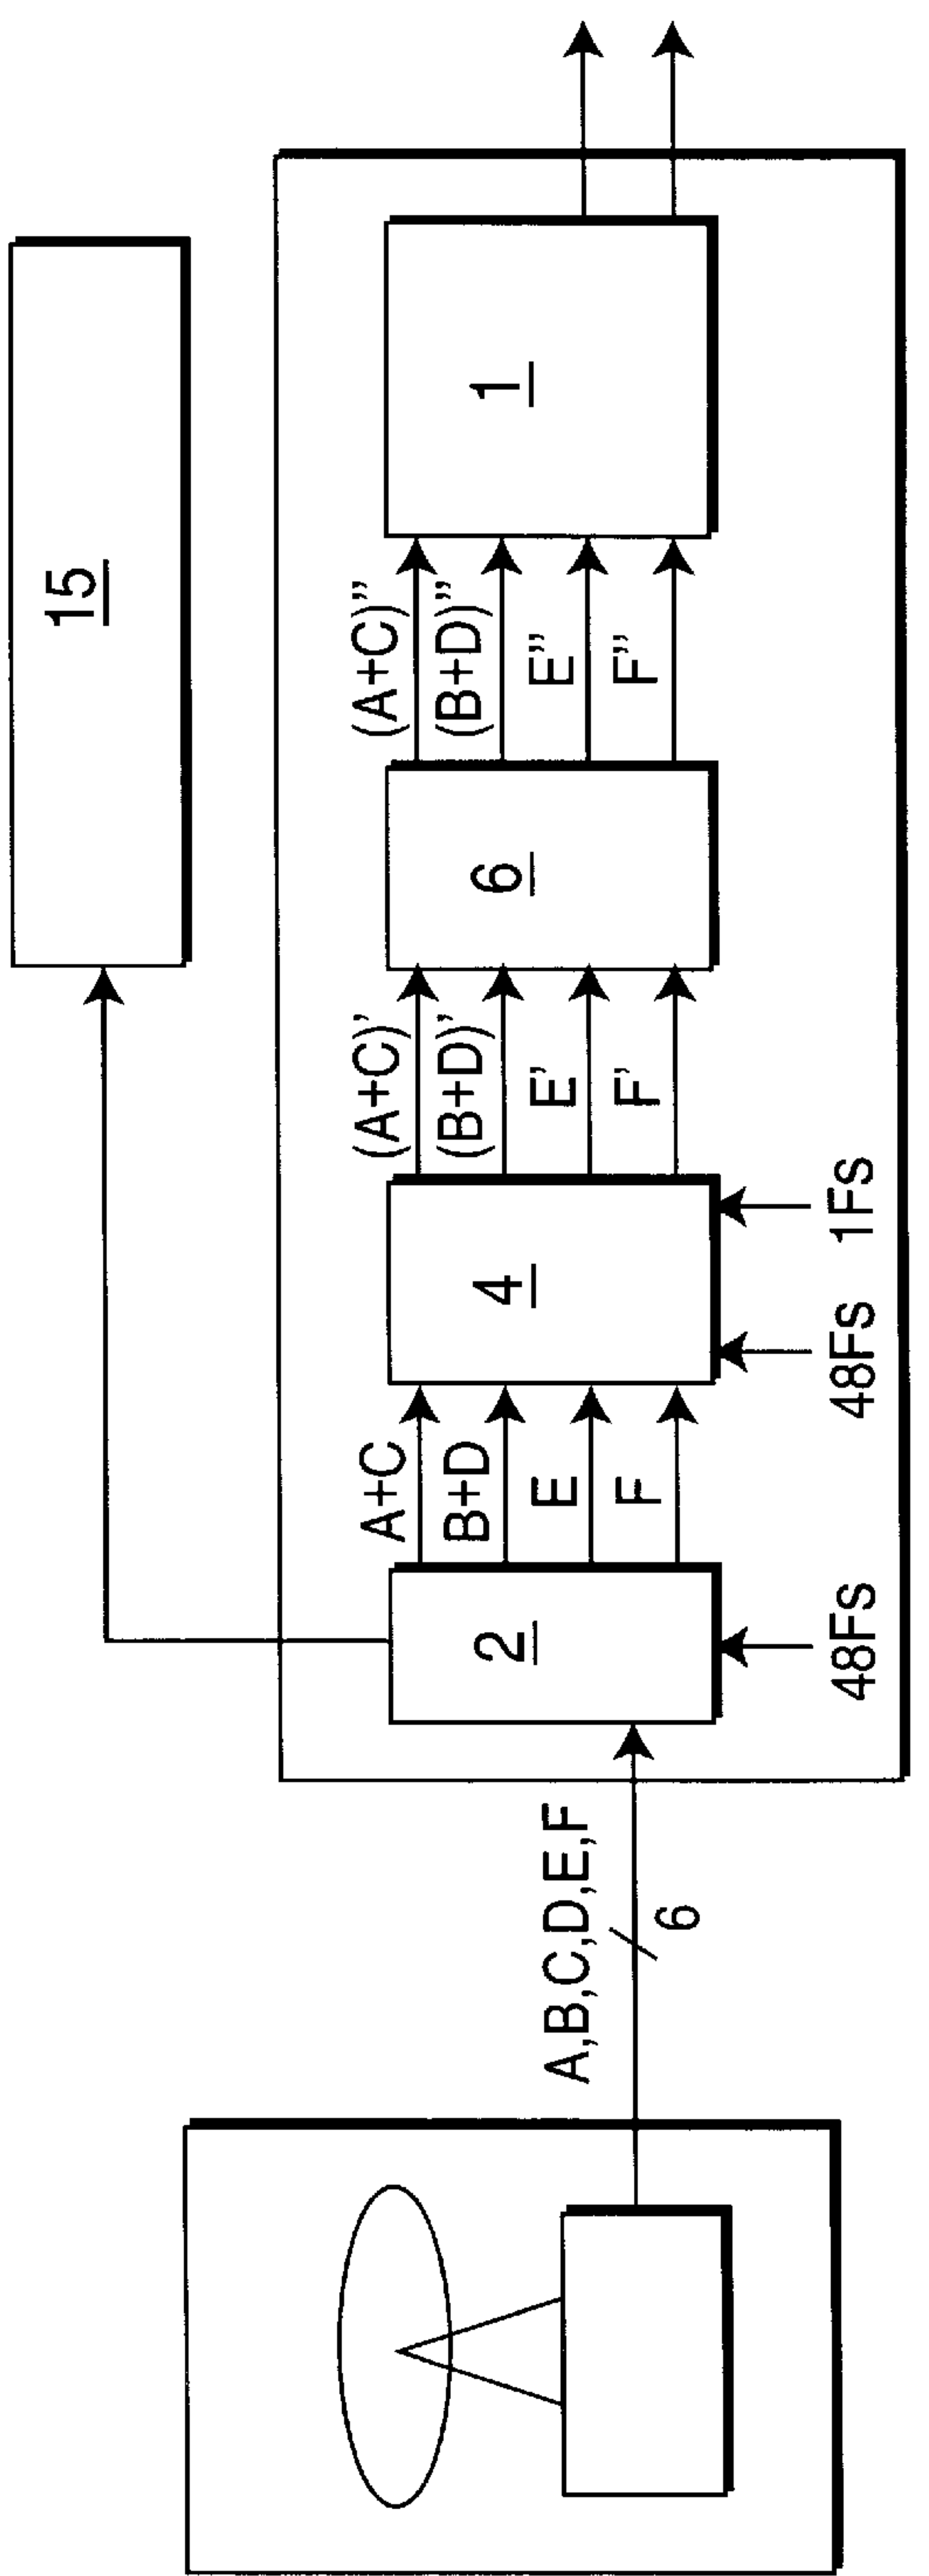 15
A,B,C,D,E,F
6
2
48Fs
A+C
B+D
E
F
4
48Fs
1Fs
(A+C)'
(B+D)'
E'
F'
6
(A+C)"
(B+D)"
E"
F"
1